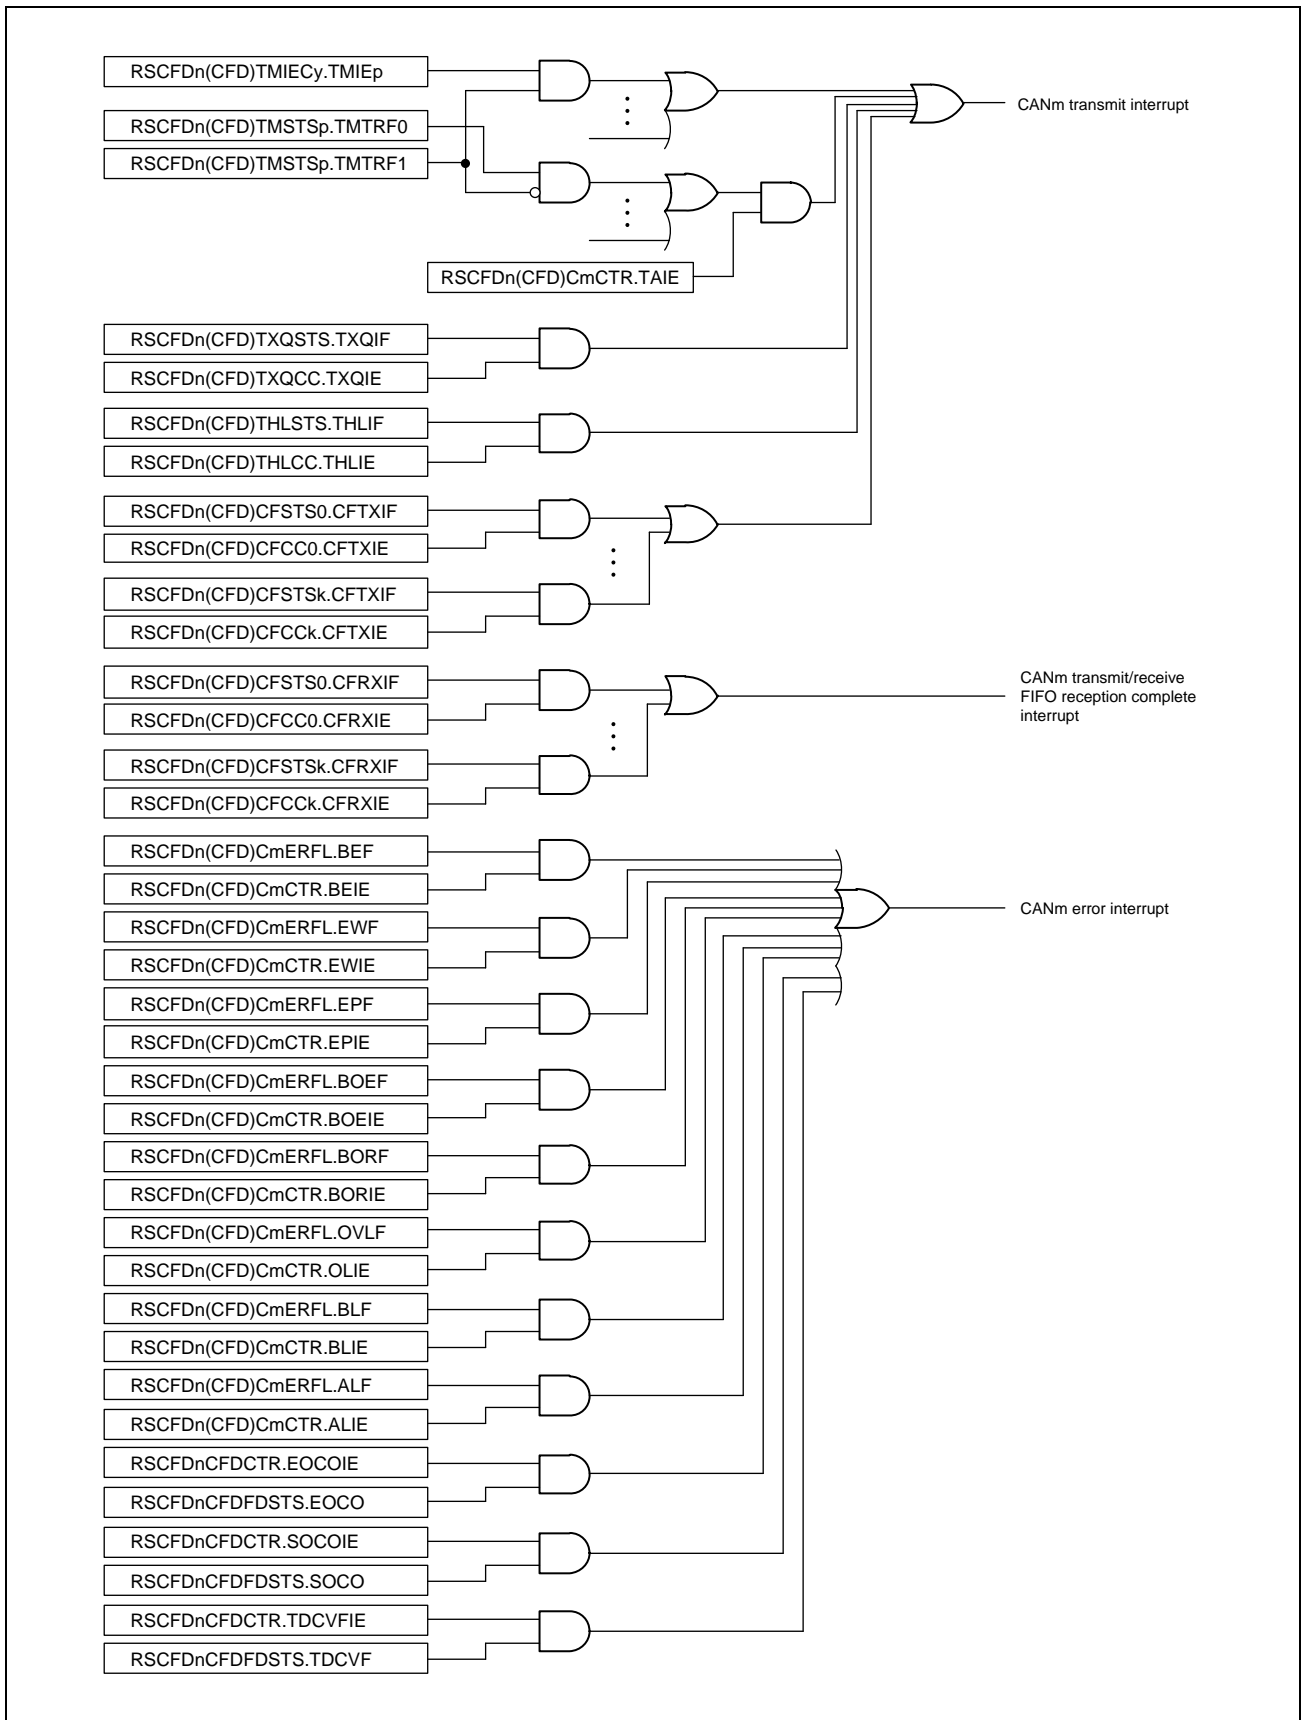 RSCFDn(CFD)TMIECy.TMIEp
CANm transmit interrupt
RSCFDn(CFD)TMSTSp.TMTRF0
RSCFDn(CFD)TMSTSp.TMTRF1
RSCFDn(CFD)CmCTR.TAIE
RSCFDn(CFD)TXQSTS.TXQIF
RSCFDn(CFD)TXQCC.TXQIE
RSCFDn(CFD)THLSTS.THLIF
RSCFDn(CFD)THLCC.THLIE
RSCFDn(CFD)CFSTS0.CFTXIF
RSCFDn(CFD)CFCC0.CFTXIE
RSCFDn(CFD)CFSTSk.CFTXIF
RSCFDn(CFD)CFCCk.CFTXIE
RSCFDn(CFD)CFSTS0.CFRXIF
RSCFDn(CFD)CFCC0.CFRXIE
CANm transmit/receive
FIFO reception complete
interrupt
RSCFDn(CFD)CFSTSk.CFRXIF
RSCFDn(CFD)CFCCk.CFRXIE
RSCFDn(CFD)CmERFL.BEF
RSCFDn(CFD)CmCTR.BEIE
CANm error interrupt
RSCFDn(CFD)CmERFL.EWF
RSCFDn(CFD)CmCTR.EWIE
RSCFDn(CFD)CmERFL.EPF
RSCFDn(CFD)CmCTR.EPIE
RSCFDn(CFD)CmERFL.BOEF
RSCFDn(CFD)CmCTR.BOEIE
RSCFDn(CFD)CmERFL.BORF
RSCFDn(CFD)CmCTR.BORIE
RSCFDn(CFD)CmERFL.OVLF
RSCFDn(CFD)CmCTR.OLIE
RSCFDn(CFD)CmERFL.BLF
RSCFDn(CFD)CmCTR.BLIE
RSCFDn(CFD)CmERFL.ALF
RSCFDn(CFD)CmCTR.ALIE
RSCFDnCFDCTR.EOCOIE
RSCFDnCFDFDSTS.EOCO
RSCFDnCFDCTR.SOCOIE
RSCFDnCFDFDSTS.SOCO
RSCFDnCFDCTR.TDCVFIE
RSCFDnCFDFDSTS.TDCVF